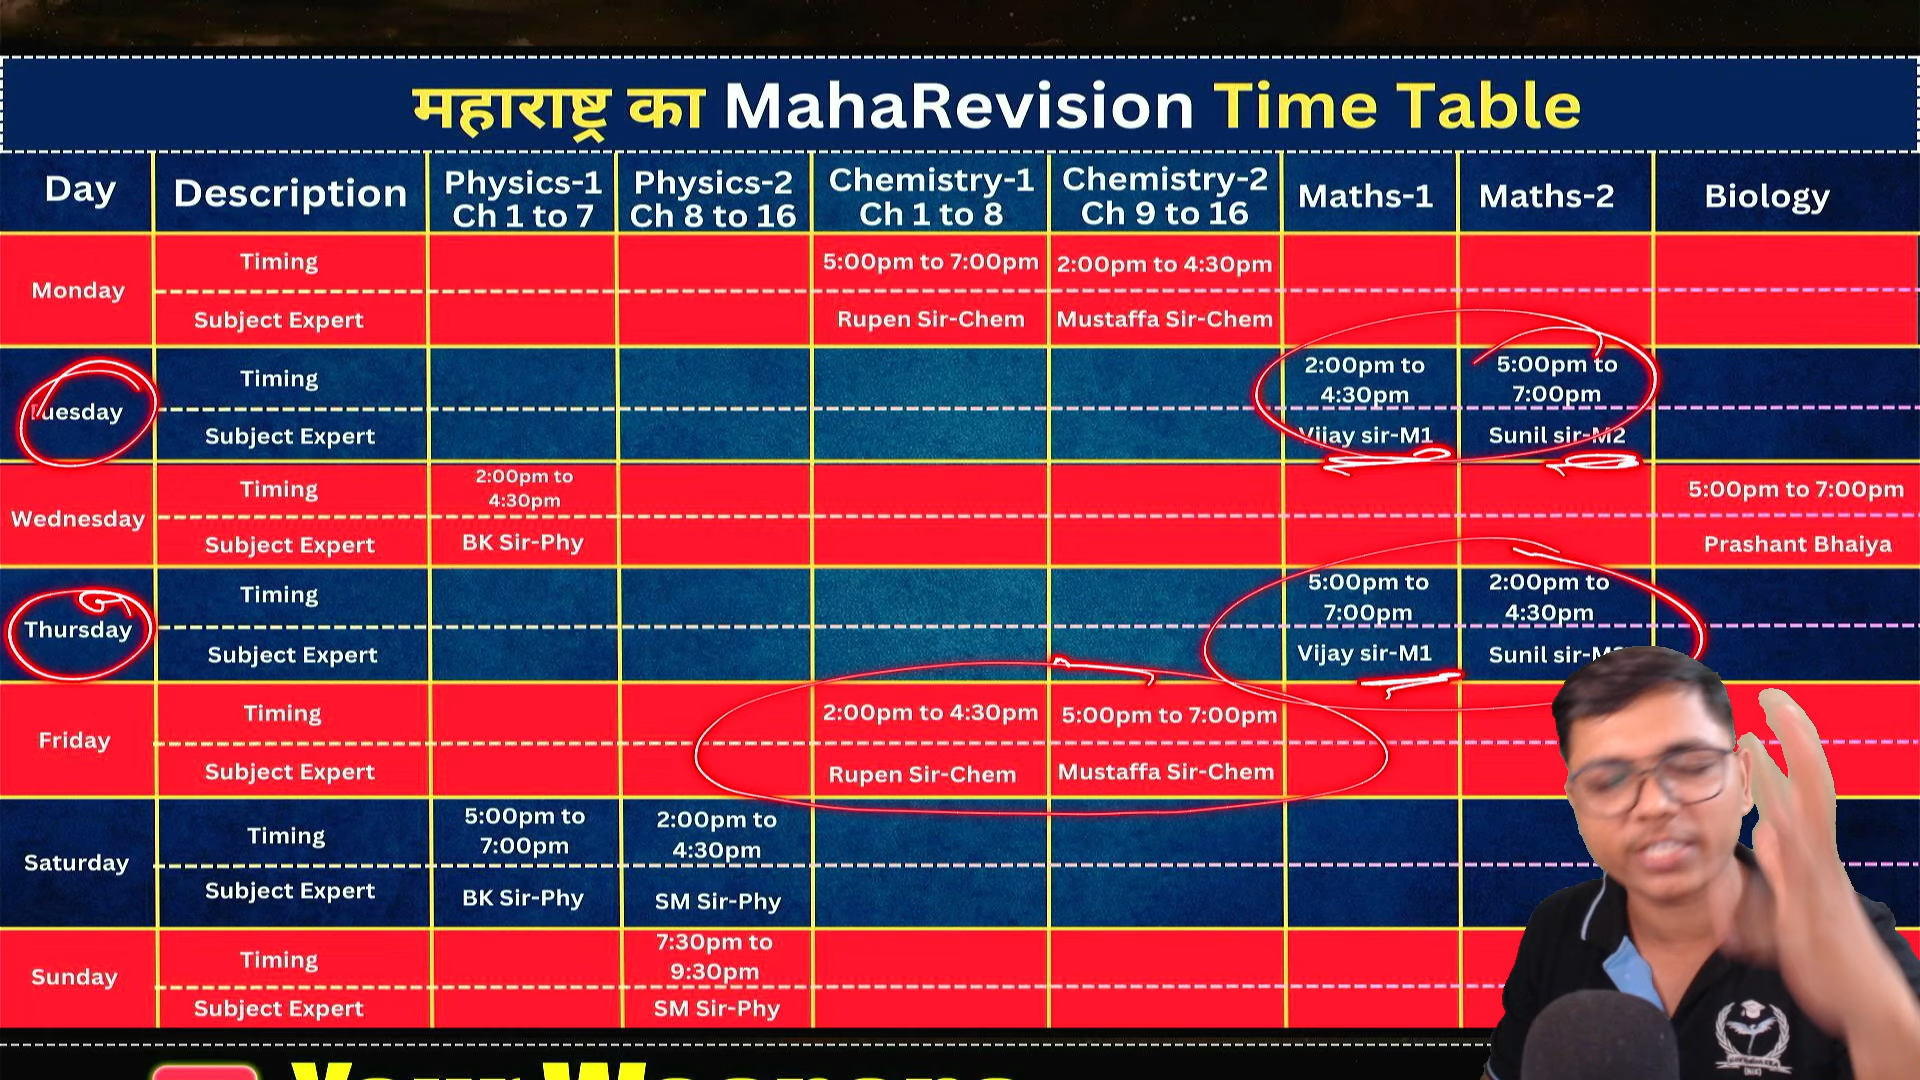 महाराष्ट्र का MahaRevision Time Table
Day
Description
Physics-1
Ch 1 to 7
Physics-2
Ch 8 to 16
Chemistry-1
Ch 1 to 8
Chemistry-2
Ch 9 to 16
Maths-1
Maths-2
Biology
Monday
Timing
5:00pm to 7:00pm
2:00pm to 4:30pm
Subject Expert
Rupen Sir-Chem
Mustaffa Sir-Chem
Tuesday
Timing
2:00pm to
4:30pm
5:00pm to
7:00pm
Subject Expert
Vijay sir-M1
Sunil sir-M2
Wednesday
Timing
2:00pm to
4:30pm
5:00pm to 7:00pm
Subject Expert
BK Sir-Phy
Prashant Bhaiya
Thursday
Timing
5:00pm to
7:00pm
2:00pm to
4:30pm
Subject Expert
Vijay sir-M1
Sunil
Friday
Timing
2:00pm to 4:30pm
5:00pm to 7:00pm
Subject Expert
Rupen Sir-Chem
Mustaffa Sir-Chem
Saturday
Timing
5:00pm to
7:00pm
2:00pm to
4:30pm
Subject Expert
BK Sir-Phy
SM Sir-Phy
Sunday
Timing
7:30pm to
9:30pm
Subject Expert
SM Sir-Phy